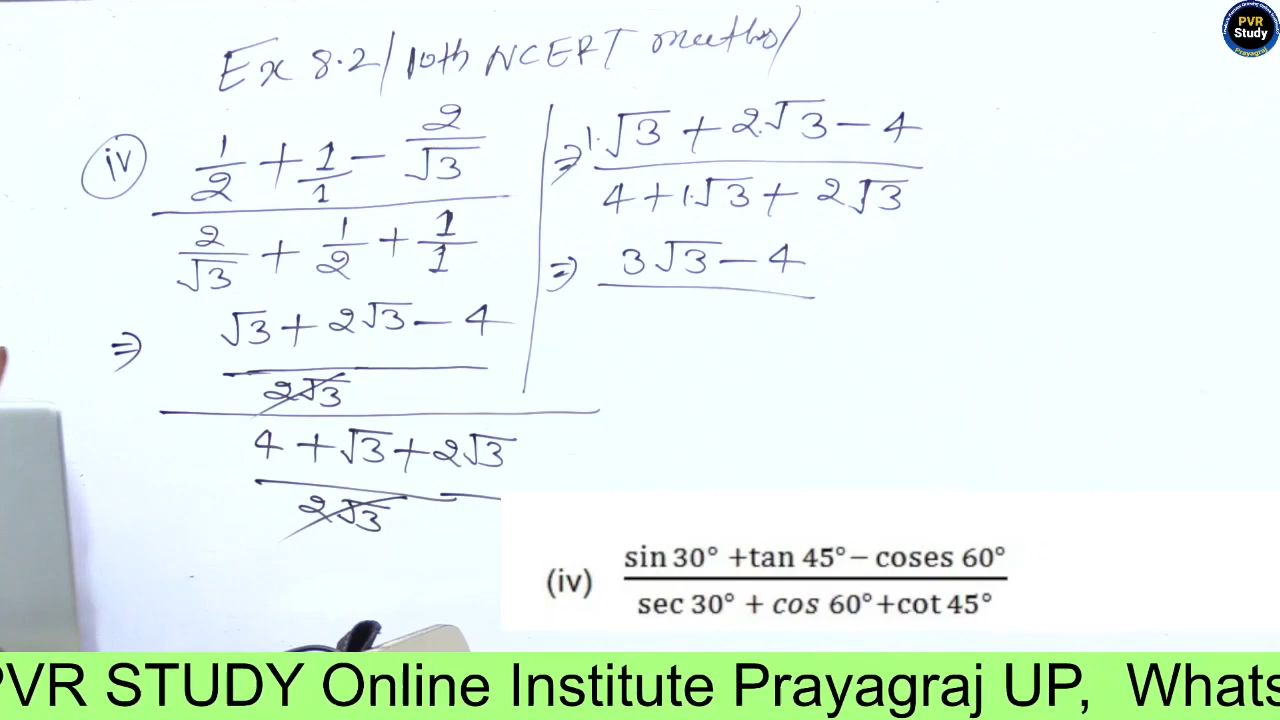 Ex 8.2/10th NCERT maths/
(iv) (1/2 + 1/1 − 2/√3) / (2/√3 + 1/2 + 1/1)
⇒ ((√3 + 2√3 − 4) / 2√3) / ((4 + √3 + 2√3) / 2√3)
⇒ (1·√3 + 2·√3 − 4) / (4 + 1·√3 + 2√3)
⇒ 3√3 − 4
(iv) sin 30° +tan 45°− coses 60°
sec 30° + cos 60°+cot 45°
PVR
Study
Prayagraj
PVR STUDY Online Institute Prayagraj UP, Whats